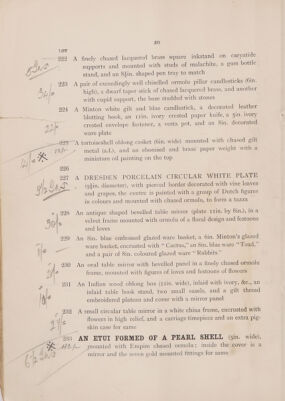 20
LOT
222 A finely chased lacquered brass square inkstand on caryatide
supports and mounted with studs of malachite, a gum bottle
stand, and an 8½in. shaped pen tray to match
223 A pair of exceedingly well chiselled ormolu pillar candlesticks (6in.
high), a dwarf taper stick of chased lacquered brass, and another
with cupid support, the base studded with stones
224 A Minton white gilt and blue candlestick, a decorated leather
blotting book, an 11in. ivory creased paper knife, a 5in. ivory
creased envelope fastener, a vesta pot, and an 8in. decorated
ware plate
225 A tortoiseshell oblong casket (6in. wide) mounted with chased gilt
metal and an ebonised and brass paper weight with a
miniature oil painting on the top
226
227 A DRESDEN PORCELAIN CIRCULAR WHITE PLATE
diam., with pierced border decorated with vine leaves
and grapes, the centre is painted with a group of Dutch figures
in colours and mounted with chased ormolu, to form a tazza
228 An antique shaped bevelled table mirror (plate 12in. by 8in.), in a
velvet frame mounted with ormolu of a floral design and festoons
and loves
229 An 8in. blue embossed glazed ware basket, a 6in. Minton's glazed
ware basket, encrusted with "Cactus," an 8in. blue ware "Toad,"
and a pair of 5in. coloured glazed ware "Rabbits"
230 An oval table mirror with bevelled panel in a finely chased ormolu
frame, mounted with figures of loves and festoons of flowers
231 An Indian wood oblong box (12in. wide), inlaid with ivory, &c., an
inlaid table book stand, two small easels, and a gilt thread
embroidered plateau and cover with a mirror panel
232 A small circular table mirror in a white china frame, encrusted with
flowers in high relief, and a carriage timepiece and an extra pig-
skin case for same
233 AN ETUI FORMED OF A PEARL SHELL (5in. wide),
mounted with Empire chased ormolu: inside the cover is a
mirror and the seven gold mounted fittings for same